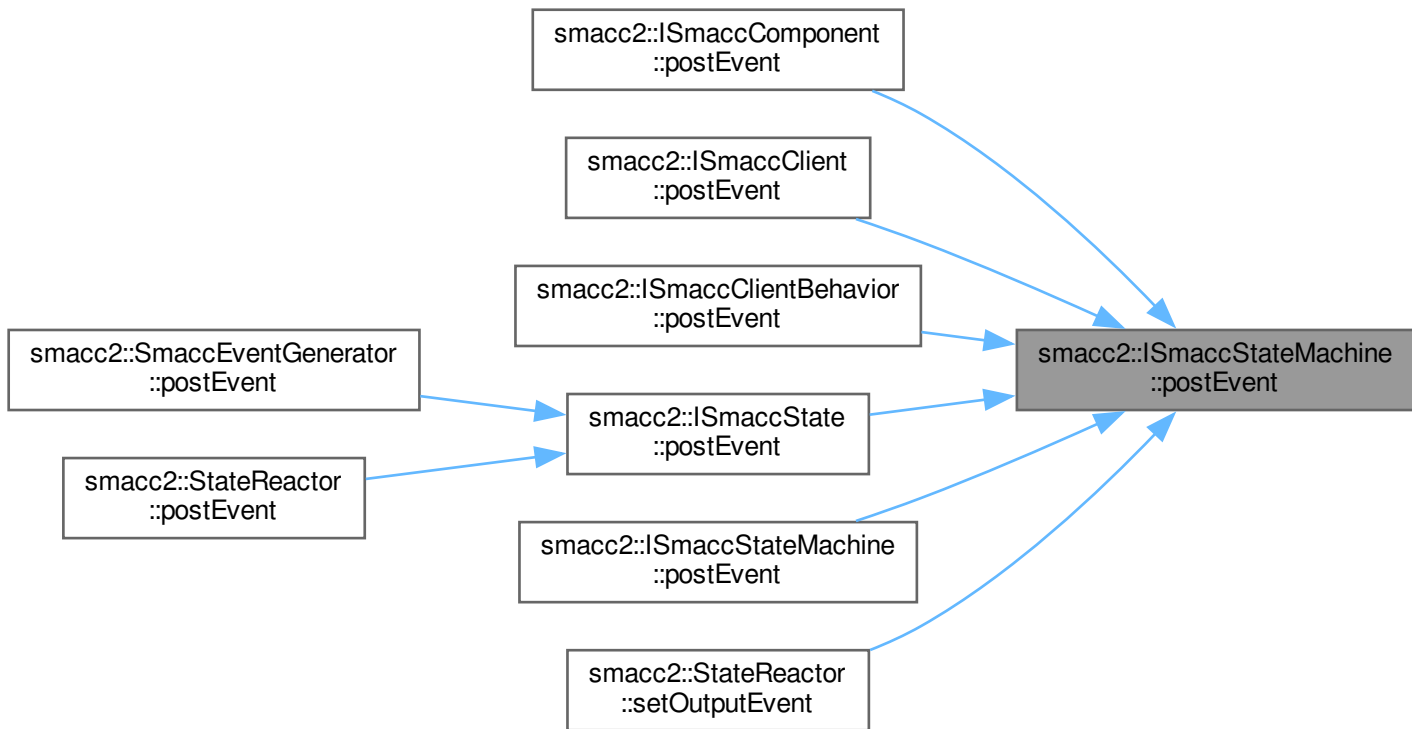 smacc2::ISmaccComponent
::postEvent
smacc2::ISmaccClient
::postEvent
smacc2::ISmaccClientBehavior
::postEvent
smacc2::SmaccEventGenerator
::postEvent
smacc2::ISmaccStateMachine
::postEvent
smacc2::ISmaccState
::postEvent
smacc2::StateReactor
::postEvent
smacc2::ISmaccStateMachine
::postEvent
smacc2::StateReactor
::setOutputEvent